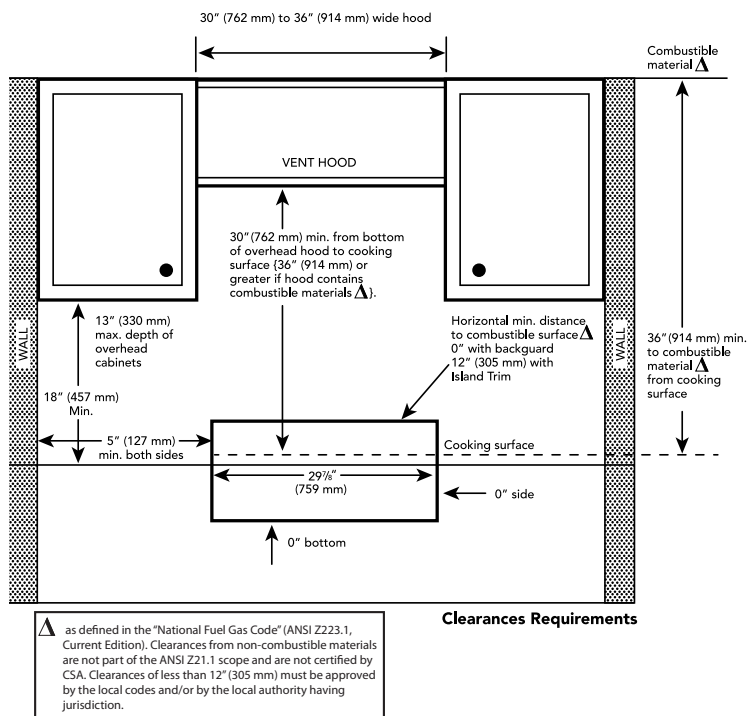 30" (762 mm) to 36" (914 mm) wide hood
Combustible
material Δ
VENT HOOD
30" (762 mm) min. from bottom
of overhead hood to cooking
surface {36" (914 mm) or
greater if hood contains
combustible materials Δ}.
WALL
13" (330 mm)
max. depth of
overhead
cabinets
Horizontal min. distance
to combustible surface Δ
0" with backguard
12" (305 mm) with
Island Trim
WALL
36" (914 mm) min.
to combustible
material Δ
from cooking
surface
18" (457 mm)
Min.
5" (127 mm)
min. both sides
Cooking surface
29⅞"
(759 mm)
0" side
0" bottom
Clearances Requirements
Δ as defined in the "National Fuel Gas Code" (ANSI Z223.1,
Current Edition). Clearances from non-combustible materials
are not part of the ANSI Z21.1 scope and are not certified by
CSA. Clearances of less than 12" (305 mm) must be approved
by the local codes and/or by the local authority having
jurisdiction.